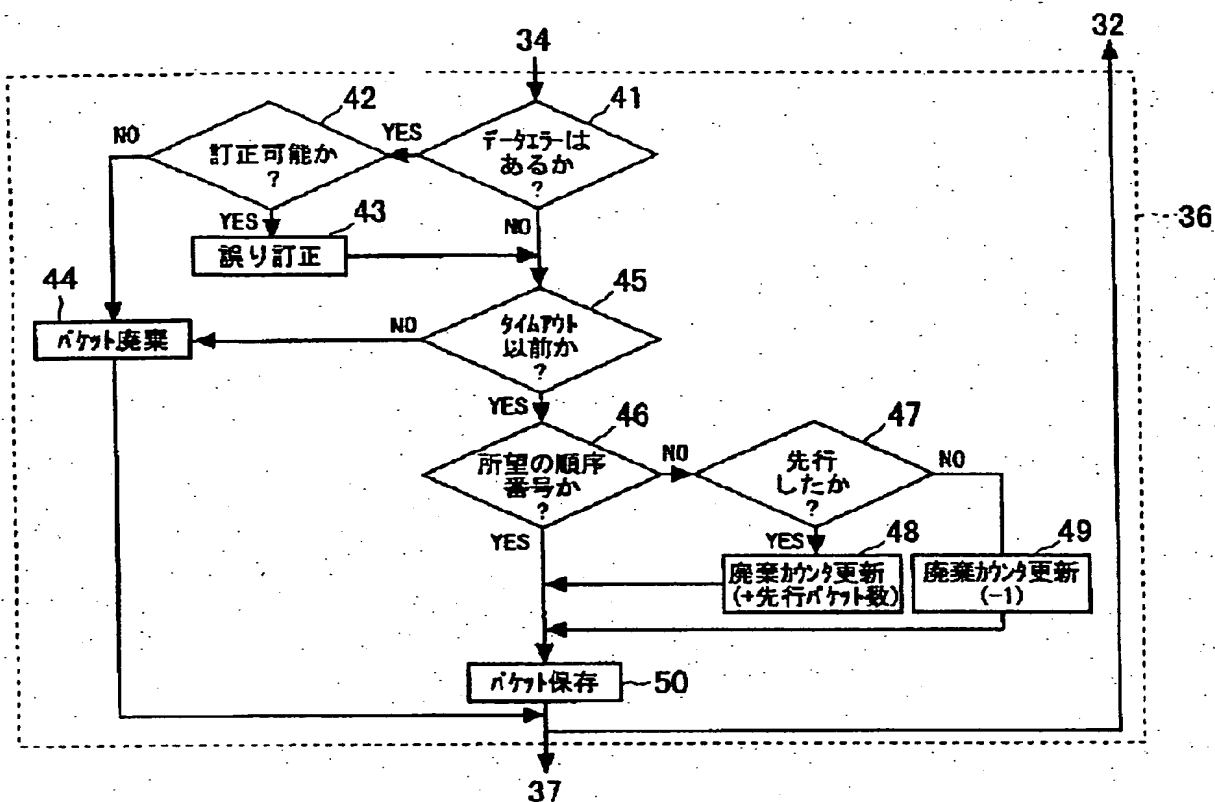 32
34
42
41
NO
YES
訂正可能か
?
データエラーは
あるか
?
YES
43
NO
36
誤り訂正
44
45
パケット廃棄
NO
タイムアウト
以前か
?
YES
46
47
所望の順序
番号か
?
NO
先行
したか
?
NO
YES
YES
48
49
廃棄カウンタ更新
(+先行パケット数)
廃棄カウンタ更新
(-1)
パケット保存
50
37